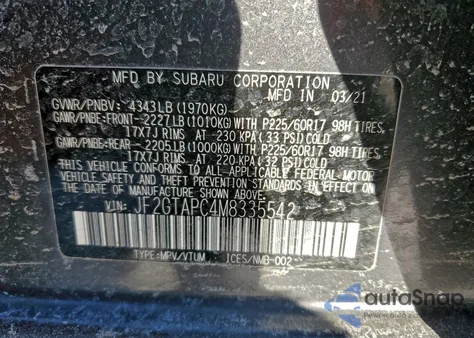 MFD. BY SUBARU CORPORATION
GVWR/PNBV: 4343LB (1970KG) MFD IN 03/21
GAWR/PNBE:FRONT- 2227LB (1010KG) WITH P225/60R17 98H TIRES,
17X7J RIMS AT 230 KPA (33 PSI) COLD
GAWR/PNBE:REAR- 2205LB (1000KG) WITH P225/60R17 98H TIRES,
17X7J RIMS AT 220 KPA (32 PSI) COLD
THIS VEHICLE CONFORMS TO ALL APPLICABLE FEDERAL MOTOR
VEHICLE SAFETY, BUMPER, AND THEFT PREVENTION STANDARDS IN
EFFECT ON THE DATE OF MANUFACTURE SHOWN ABOVE.
VIN: JF2GTAPC4M8335542
TYPE:MPV/VTUM ICES/NMB-002
autoSnap